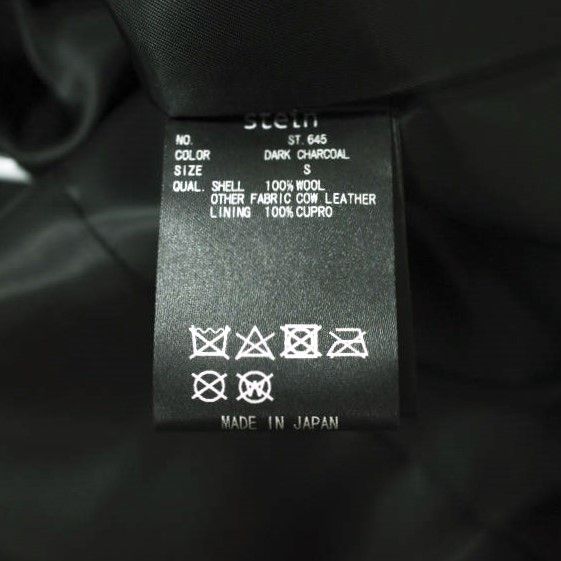 stein
NO. ST.645
COLOR DARK CHARCOAL
SIZE S
QUAL. SHELL 100%WOOL
OTHER FABRIC COW LEATHER
LINING 100%CUPRO
W
MADE IN JAPAN